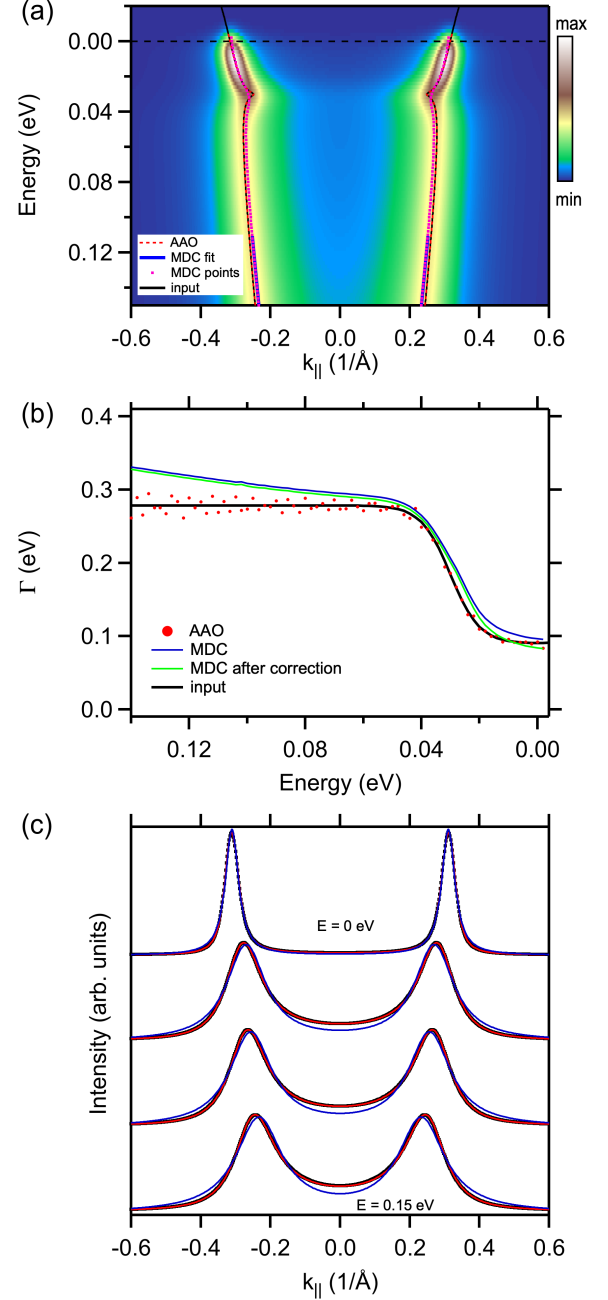 (a)
0.00
0.04
0.08
0.12
Energy (eV)
AAO
MDC fit
MDC points
input
max
min
-0.6 -0.4 -0.2 0.0 0.2 0.4 0.6
k|| (1/Å)
(b)
0.4
0.3
0.2
0.1
0.0
Γ (eV)
AAO
MDC
MDC after correction
input
0.12 0.08 0.04 0.00
Energy (eV)
(c)
Intensity (arb. units)
E = 0 eV
E = 0.15 eV
-0.6 -0.4 -0.2 0.0 0.2 0.4 0.6
k|| (1/Å)